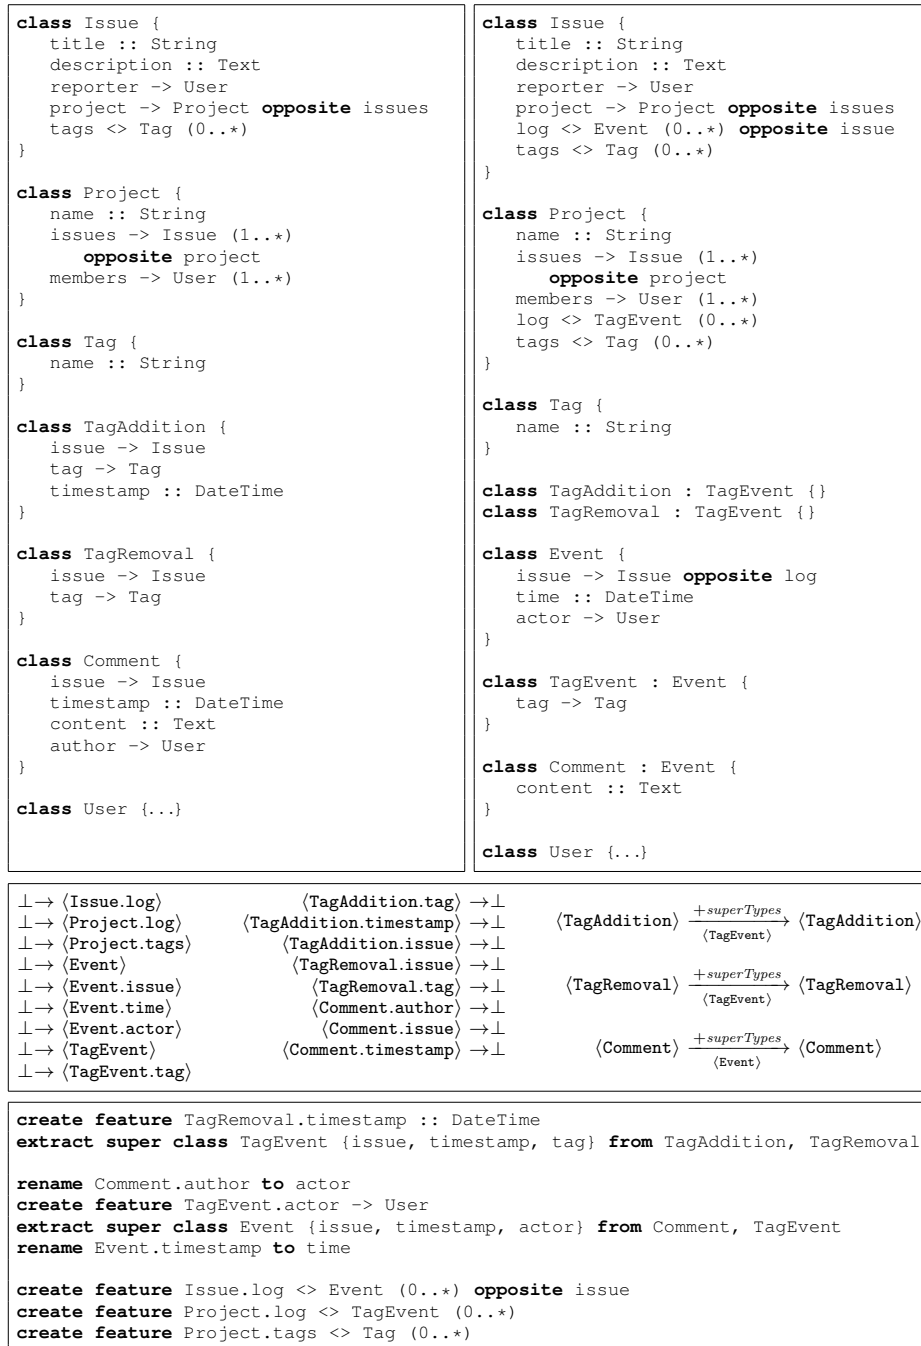 class Issue {
title :: String
description :: Text
reporter -> User
project -> Project opposite issues
tags <> Tag (0..*)
}
class Project {
name :: String
issues -> Issue (1..*)
opposite project
members -> User (1..*)
}
class Tag {
name :: String
}
class TagAddition {
issue -> Issue
tag -> Tag
timestamp :: DateTime
}
class TagRemoval {
issue -> Issue
tag -> Tag
}
class Comment {
issue -> Issue
timestamp :: DateTime
content :: Text
author -> User
}
class User {...}
class Issue {
title :: String
description :: Text
reporter -> User
project -> Project opposite issues
log <> Event (0..*) opposite issue
tags <> Tag (0..*)
}
class Project {
name :: String
issues -> Issue (1..*)
opposite project
members -> User (1..*)
log <> TagEvent (0..*)
tags <> Tag (0..*)
}
class Tag {
name :: String
}
class TagAddition : TagEvent {}
class TagRemoval : TagEvent {}
class Event {
issue -> Issue opposite log
time :: DateTime
actor -> User
}
class TagEvent : Event {
tag -> Tag
}
class Comment : Event {
content :: Text
}
class User {...}
⊥→ ⟨Issue.log⟩
⊥→ ⟨Project.log⟩
⊥→ ⟨Project.tags⟩
⊥→ ⟨Event⟩
⊥→ ⟨Event.issue⟩
⊥→ ⟨Event.time⟩
⊥→ ⟨Event.actor⟩
⊥→ ⟨TagEvent⟩
⊥→ ⟨TagEvent.tag⟩
⟨TagAddition.tag⟩ →⊥
⟨TagAddition.timestamp⟩ →⊥
⟨TagAddition.issue⟩ →⊥
⟨TagRemoval.issue⟩ →⊥
⟨TagRemoval.tag⟩ →⊥
⟨Comment.author⟩ →⊥
⟨Comment.issue⟩ →⊥
⟨Comment.timestamp⟩ →⊥
+superTypes
⟨TagAddition⟩ → ⟨TagAddition⟩
⟨TagEvent⟩
+superTypes
⟨TagRemoval⟩ → ⟨TagRemoval⟩
⟨TagEvent⟩
+superTypes
⟨Comment⟩ → ⟨Comment⟩
⟨Event⟩
create feature TagRemoval.timestamp :: DateTime
extract super class TagEvent {issue, timestamp, tag} from TagAddition, TagRemoval
rename Comment.author to actor
create feature TagEvent.actor -> User
extract super class Event {issue, timestamp, actor} from Comment, TagEvent
rename Event.timestamp to time
create feature Issue.log <> Event (0..*) opposite issue
create feature Project.log <> TagEvent (0..*)
create feature Project.tags <> Tag (0..*)